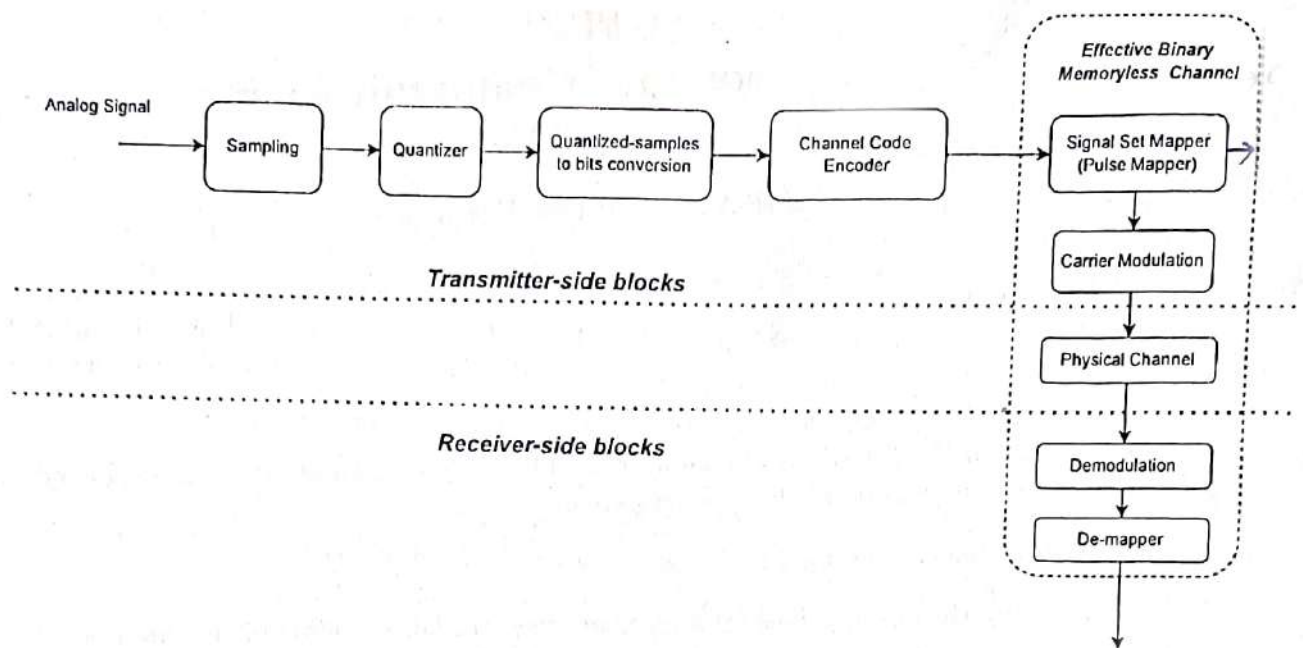 Effective Binary
Memoryless Channel
Analog Signal
Sampling
Quantizer
Quantized-samples
to bits conversion
Channel Code
Encoder
Signal Set Mapper
(Pulse Mapper)
Carrier Modulation
Transmitter-side blocks
Physical Channel
Receiver-side blocks
Demodulation
De-mapper